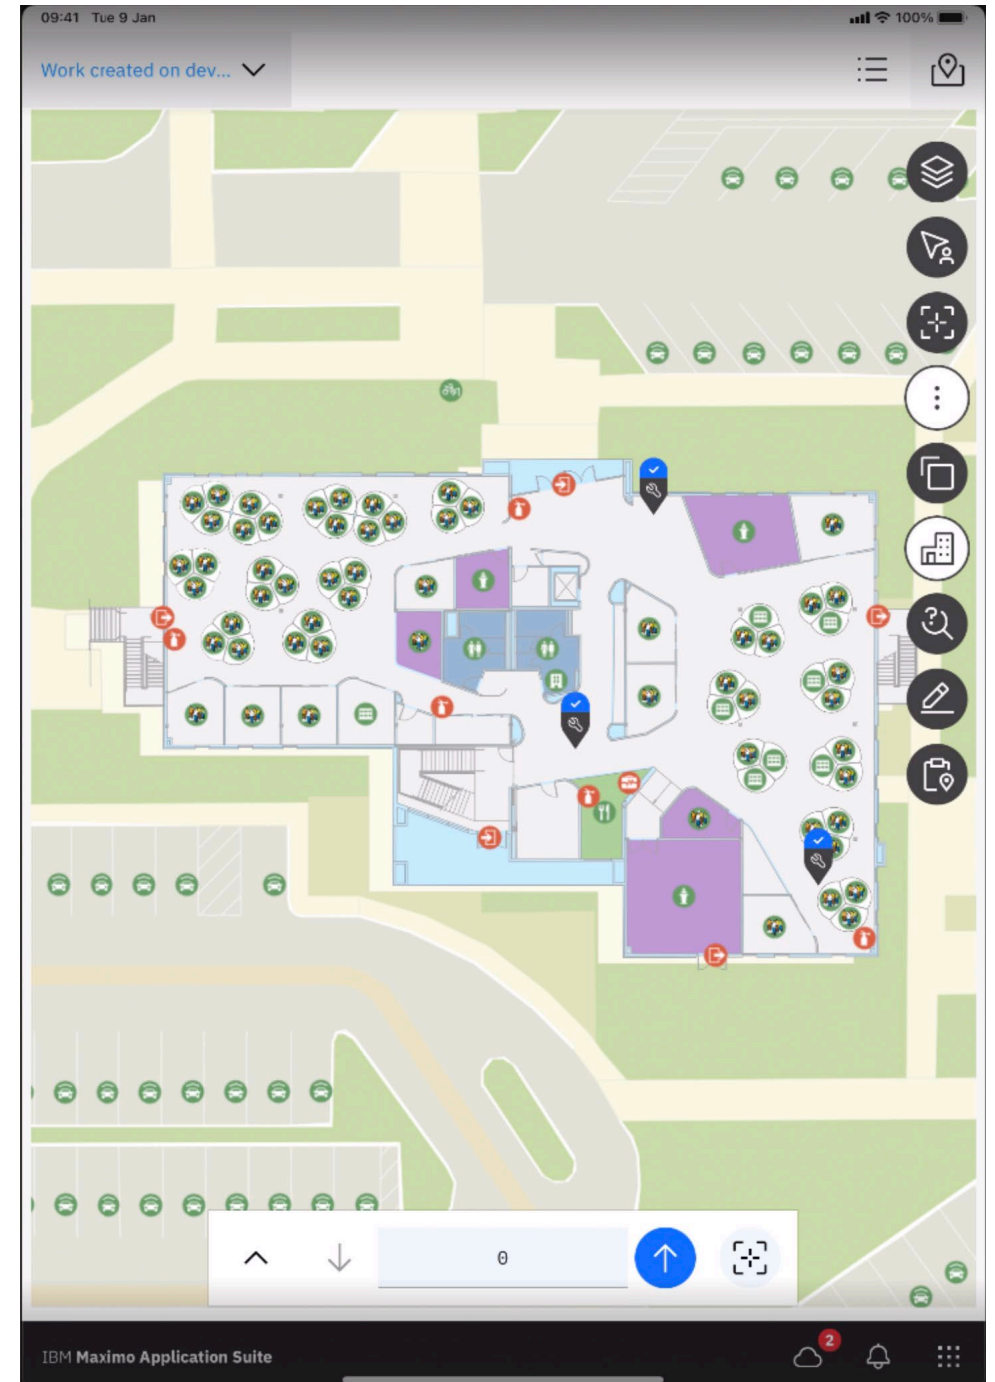 09:41 Tue 9 Jan
100%
Work created on dev...
0
IBM Maximo Application Suite
2